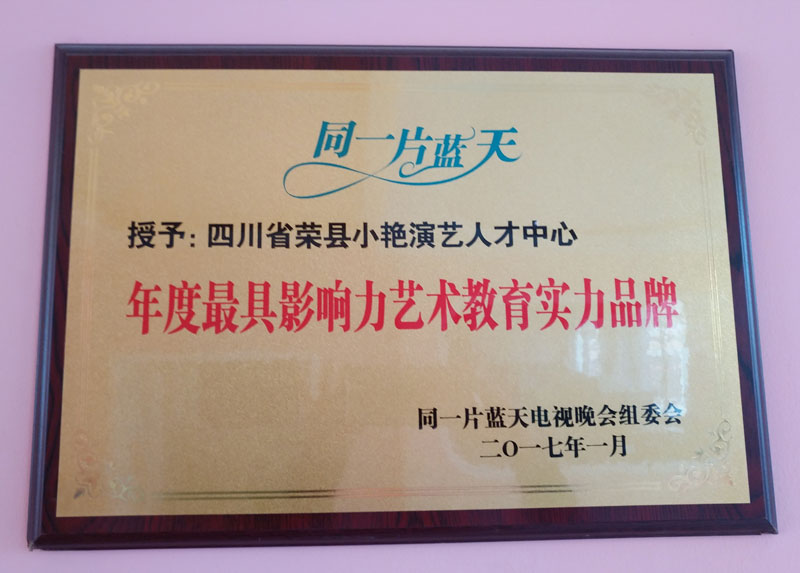 同一片蓝天
授予：四川省荣县小艳演艺人才中心
年度最具影响力艺术教育实力品牌
同一片蓝天电视晚会组委会
二〇一七年一月